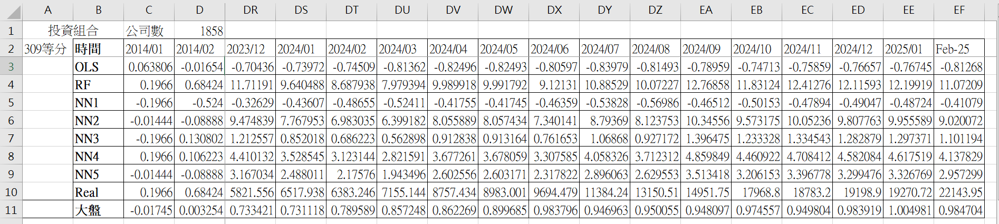 A B C D DR DS DT DU DV DW DX DY DZ EA EB EC ED EE EF
1 投資組合 公司數 1858
2 309等分 時間 2014/01 2014/02 2023/12 2024/01 2024/02 2024/03 2024/04 2024/05 2024/06 2024/07 2024/08 2024/09 2024/10 2024/11 2024/12 2025/01 Feb-25
3 OLS 0.063806 -0.01654 -0.70436 -0.73972 -0.74509 -0.81362 -0.82496 -0.82493 -0.80597 -0.83979 -0.81493 -0.78959 -0.74713 -0.75859 -0.76657 -0.76745 -0.81268
4 RF 0.1966 0.68424 11.71191 9.640488 8.687938 7.979394 9.989918 9.991792 9.12131 10.88529 10.07227 12.76858 11.83124 12.41276 12.11593 12.19919 11.07209
5 NN1 -0.1966 -0.524 -0.32629 -0.43607 -0.48655 -0.52411 -0.41755 -0.41745 -0.46359 -0.53828 -0.56986 -0.46512 -0.50153 -0.47894 -0.49047 -0.48724 -0.41079
6 NN2 -0.01444 -0.08888 9.474839 7.767953 6.983035 6.399182 8.055889 8.057434 7.340141 8.79369 8.123753 10.34556 9.573175 10.05236 9.807763 9.955589 9.020072
7 NN3 -0.1966 0.130802 1.212557 0.852018 0.686223 0.562898 0.912838 0.913164 0.761653 1.06868 0.927172 1.396475 1.233328 1.334543 1.282879 1.297371 1.101194
8 NN4 0.1966 0.106223 4.410132 3.528545 3.123144 2.821591 3.677261 3.678059 3.307585 4.058326 3.712312 4.859849 4.460922 4.708412 4.582084 4.617519 4.137829
9 NN5 -0.01444 -0.08888 3.167034 2.488011 2.17576 1.943496 2.602556 2.603171 2.317822 2.896063 2.629553 3.513418 3.206153 3.396778 3.299476 3.326769 2.957299
10 Real 0.1966 0.68424 5821.556 6517.938 6383.246 7155.144 8757.434 8983.001 9694.479 11384.24 13150.51 14951.75 17968.8 18783.2 19198.9 19270.72 22143.95
11 大盤 -0.01745 0.003254 0.733421 0.731118 0.789589 0.857248 0.862269 0.899685 0.983796 0.946963 0.950055 0.948097 0.974557 0.949804 0.983919 1.004981 0.984704